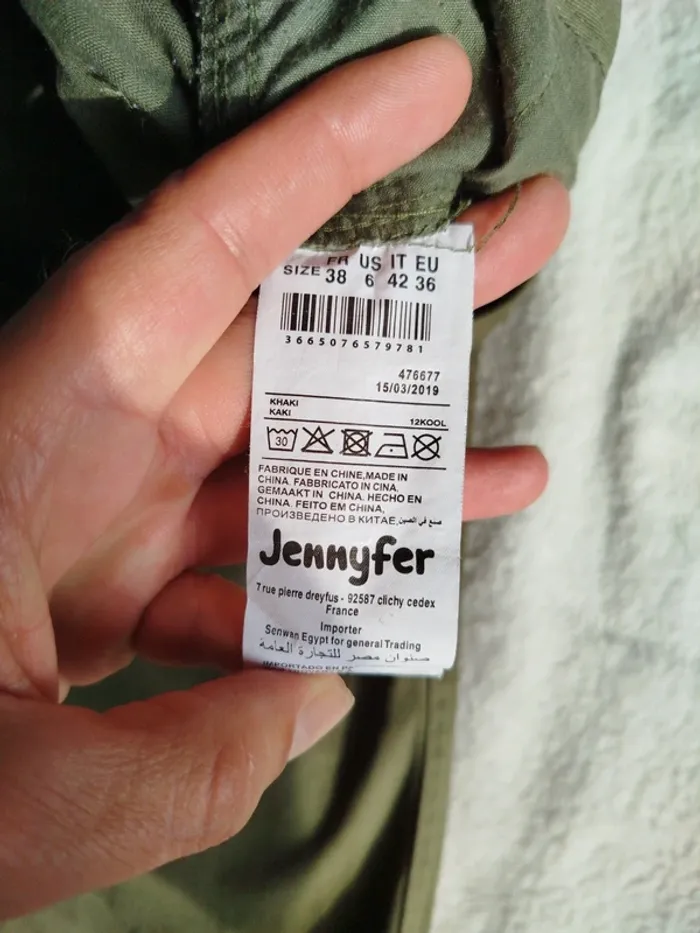 FR US IT EU
SIZE 38 6 42 36
3665076579781
476677
15/03/2019
KHAKI
KAKI
12KOOL
30
FABRIQUE EN CHINE,MADE IN
CHINA. FABBRICATO IN CINA,
GEMAAKT IN CHINA. HECHO EN
CHINA. FEITO EM CHINA,
ПРОИЗВЕДЕНО В КИТАЕ, صنع في الصين
Jennyfer
7 rue pierre dreyfus - 92587 clichy cedex
France
Importer
Senwan Egypt for general Trading
صنوان مصر للتجارة العامة
IMPORTADO EN